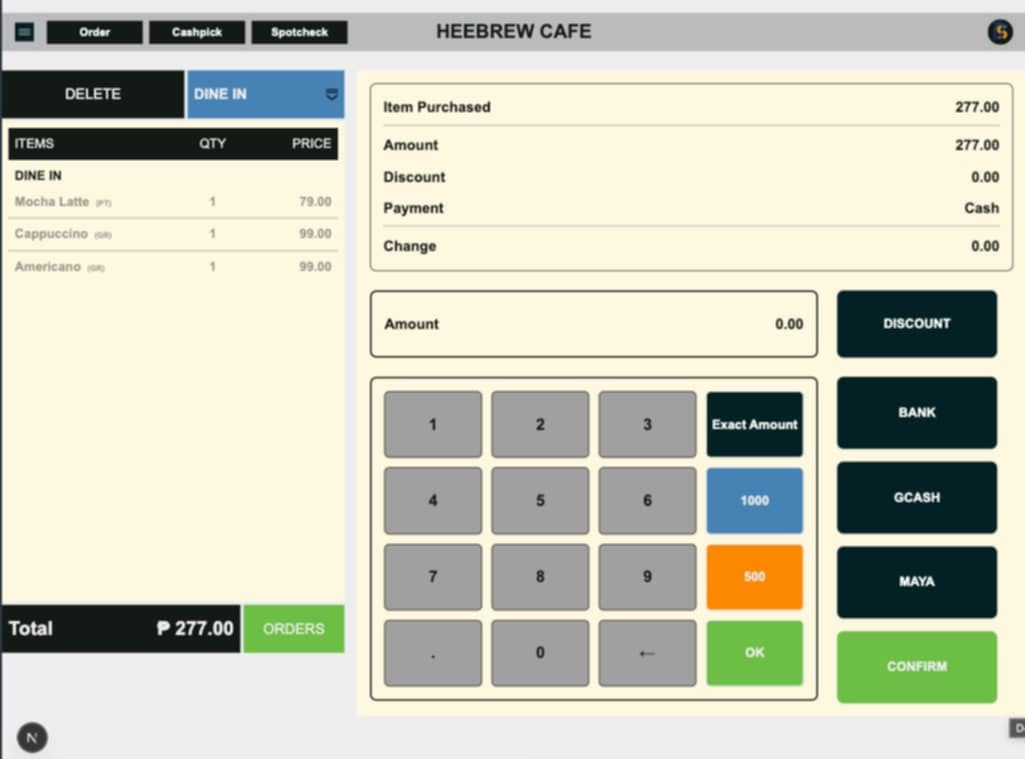 Order Cashpick Spotcheck HEEBREW CAFE S
DELETE DINE IN
ITEMS QTY PRICE
DINE IN
Mocha Latte (PT) 1 79.00
Cappuccino (GR) 1 99.00
Americano (GR) 1 99.00
Total ₱ 277.00 ORDERS
Item Purchased 277.00
Amount 277.00
Discount 0.00
Payment Cash
Change 0.00
Amount 0.00
DISCOUNT
1 2 3 Exact Amount
4 5 6 1000
7 8 9 500
. 0 ← OK
BANK
GCASH
MAYA
CONFIRM
N